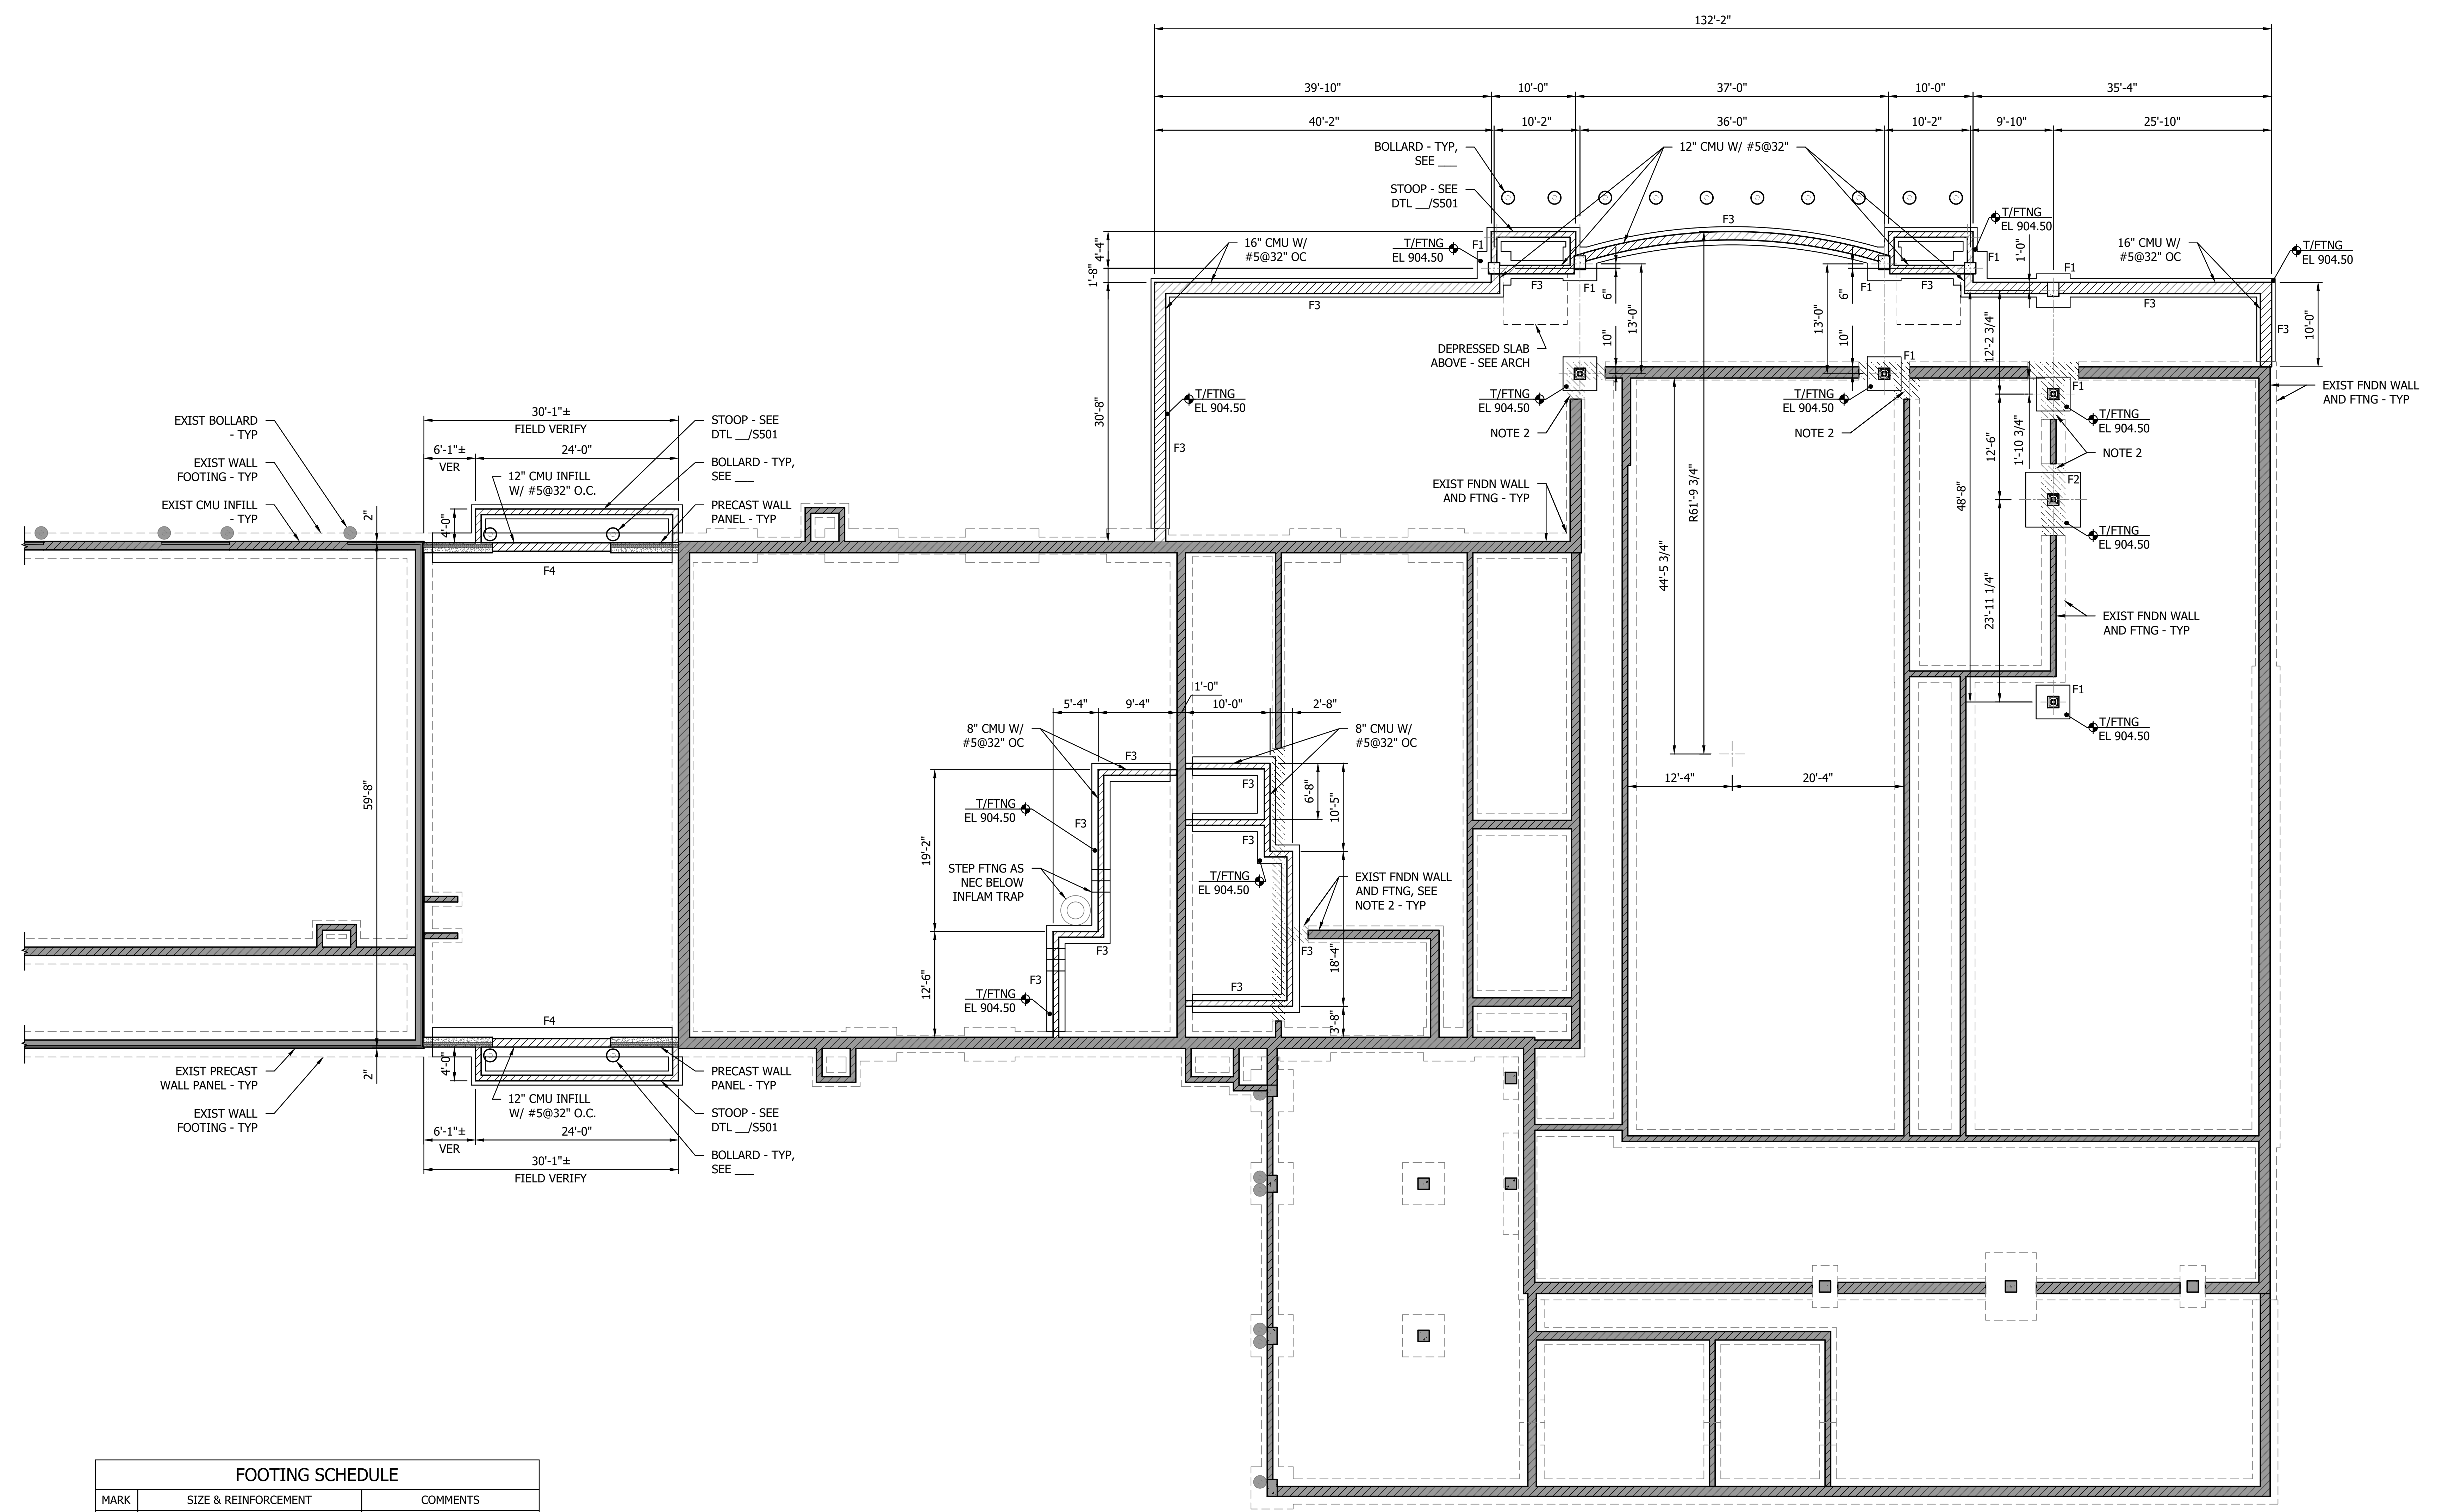 132'-2"
39'-10"
10'-0"
37'-0"
10'-0"
35'-4"
40'-2"
10'-2"
36'-0"
10'-2"
9'-10"
25'-10"
BOLLARD - TYP,
SEE ___
12" CMU W/ #5@32"
STOOP - SEE
DTL __/S501
F3
T/FTNG
EL 904.50
16" CMU W/
#5@32" OC
T/FTNG
EL 904.50
F1
T/FTNG
EL 904.50
16" CMU W/
#5@32" OC
T/FTNG
EL 904.50
4'-4"
1'-8"
1'-0"
F1
F1
F3
F1
F1
F3
F3
F3
6"
6"
13'-0"
13'-0"
10"
10"
F3
10'-0"
30'-8"
DEPRESSED SLAB
ABOVE - SEE ARCH
F1
12'-2 3/4"
F1
EXIST FNDN WALL
AND FTNG - TYP
T/FTNG
EL 904.50
T/FTNG
EL 904.50
T/FTNG
EL 904.50
T/FTNG
EL 904.50
NOTE 2
NOTE 2
NOTE 2
F3
12'-6"
1'-10 3/4"
48'-8"
23'-11 1/4"
F2
R61'-9 3/4"
44'-5 3/4"
EXIST FNDN WALL
AND FTNG - TYP
T/FTNG
EL 904.50
EXIST FNDN WALL
AND FTNG - TYP
F1
T/FTNG
EL 904.50
12'-4"
20'-4"
EXIST BOLLARD
- TYP
EXIST WALL
FOOTING - TYP
EXIST CMU INFILL
- TYP
30'-1"±
FIELD VERIFY
6'-1"±
VER
24'-0"
12" CMU INFILL
W/ #5@32" O.C.
STOOP - SEE
DTL __/S501
BOLLARD - TYP,
SEE ___
PRECAST WALL
PANEL - TYP
2"
4'-0"
F4
59'-8"
1'-0"
5'-4"
9'-4"
10'-0"
2'-8"
8" CMU W/
#5@32" OC
8" CMU W/
#5@32" OC
F3
F3
6'-8"
10'-5"
T/FTNG
EL 904.50
F3
F3
19'-2"
STEP FTNG AS
NEC BELOW
INFLAM TRAP
T/FTNG
EL 904.50
EXIST FNDN WALL
AND FTNG, SEE
NOTE 2 - TYP
F3
F3
18'-4"
12'-6"
F3
F3
T/FTNG
EL 904.50
3'-8"
F4
2"
4'-0"
EXIST PRECAST
WALL PANEL - TYP
EXIST WALL
FOOTING - TYP
12" CMU INFILL
W/ #5@32" O.C.
6'-1"±
VER
24'-0"
30'-1"±
FIELD VERIFY
PRECAST WALL
PANEL - TYP
STOOP - SEE
DTL __/S501
BOLLARD - TYP,
SEE ___
FOOTING SCHEDULE
MARK
SIZE & REINFORCEMENT
COMMENTS